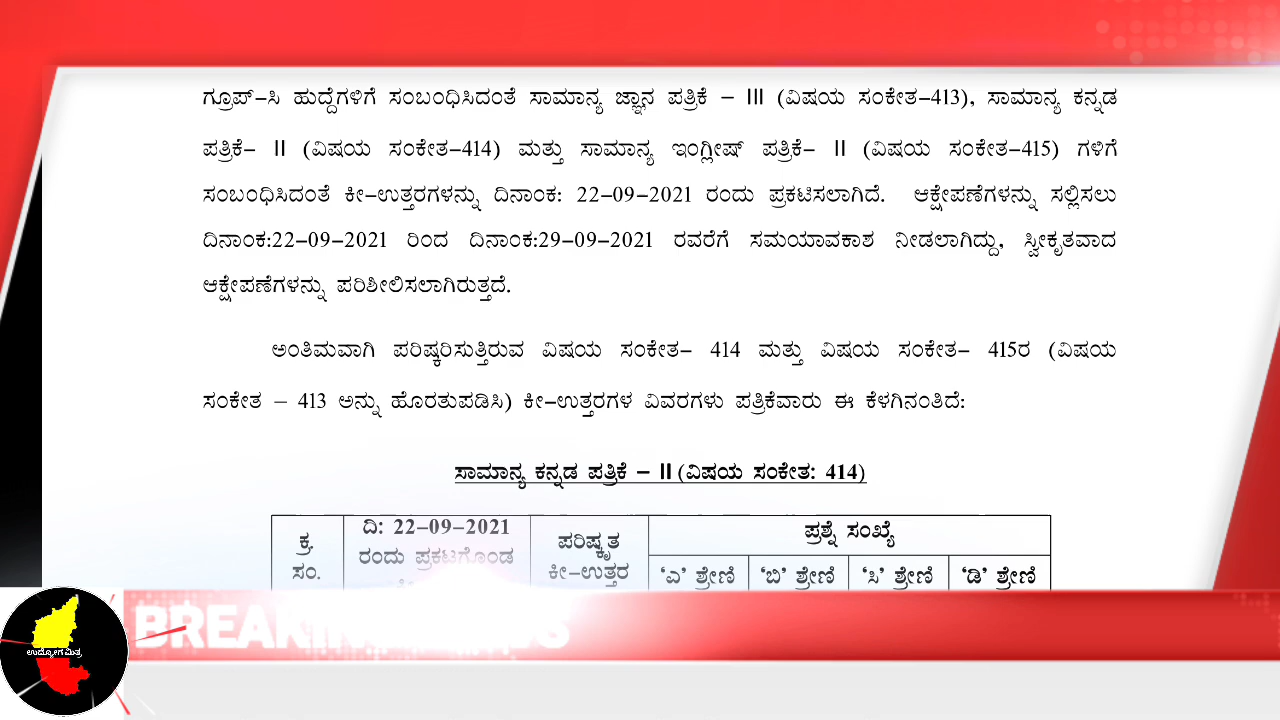 ಗ್ರೂಪ್-ಸಿ ಹುದ್ದೆಗಳಿಗೆ ಸಂಬಂಧಿಸಿದಂತೆ ಸಾಮಾನ್ಯ ಜ್ಞಾನ ಪತ್ರಿಕೆ – III (ವಿಷಯ ಸಂಕೇತ-413), ಸಾಮಾನ್ಯ ಕನ್ನಡ
ಪತ್ರಿಕೆ- II (ವಿಷಯ ಸಂಕೇತ-414) ಮತ್ತು ಸಾಮಾನ್ಯ ಇಂಗ್ಲೀಷ್ ಪತ್ರಿಕೆ- II (ವಿಷಯ ಸಂಕೇತ-415) ಗಳಿಗೆ
ಸಂಬಂಧಿಸಿದಂತೆ ಕೀ-ಉತ್ತರಗಳನ್ನು ದಿನಾಂಕ: 22-09-2021 ರಂದು ಪ್ರಕಟಿಸಲಾಗಿದೆ. ಆಕ್ಷೇಪಣೆಗಳನ್ನು ಸಲ್ಲಿಸಲು
ದಿನಾಂಕ:22-09-2021 ರಿಂದ ದಿನಾಂಕ:29-09-2021 ರವರೆಗೆ ಸಮಯಾವಕಾಶ ನೀಡಲಾಗಿದ್ದು, ಸ್ವೀಕೃತವಾದ
ಆಕ್ಷೇಪಣೆಗಳನ್ನು ಪರಿಶೀಲಿಸಲಾಗಿರುತ್ತದೆ.
ಅಂತಿಮವಾಗಿ ಪರಿಷ್ಕರಿಸುತ್ತಿರುವ ವಿಷಯ ಸಂಕೇತ- 414 ಮತ್ತು ವಿಷಯ ಸಂಕೇತ- 415ರ (ವಿಷಯ
ಸಂಕೇತ – 413 ಅನ್ನು ಹೊರತುಪಡಿಸಿ) ಕೀ-ಉತ್ತರಗಳ ವಿವರಗಳು ಪತ್ರಿಕೆವಾರು ಈ ಕೆಳಗಿನಂತಿದೆ:
ಸಾಮಾನ್ಯ ಕನ್ನಡ ಪತ್ರಿಕೆ – II (ವಿಷಯ ಸಂಕೇತ: 414)
ಕ್ರ. ಸಂ.
ದಿ: 22-09-2021
ರಂದು ಪ್ರಕಟಗೊಂಡ
ಪರಿಷ್ಕೃತ
ಕೀ-ಉತ್ತರ
ಪ್ರಶ್ನೆ ಸಂಖ್ಯೆ
'ಎ' ಶ್ರೇಣಿ 'ಬಿ' ಶ್ರೇಣಿ 'ಸಿ' ಶ್ರೇಣಿ 'ಡಿ' ಶ್ರೇಣಿ
BREAKING NEWS
ಉದ್ಯೋಗ ಮಿತ್ರ